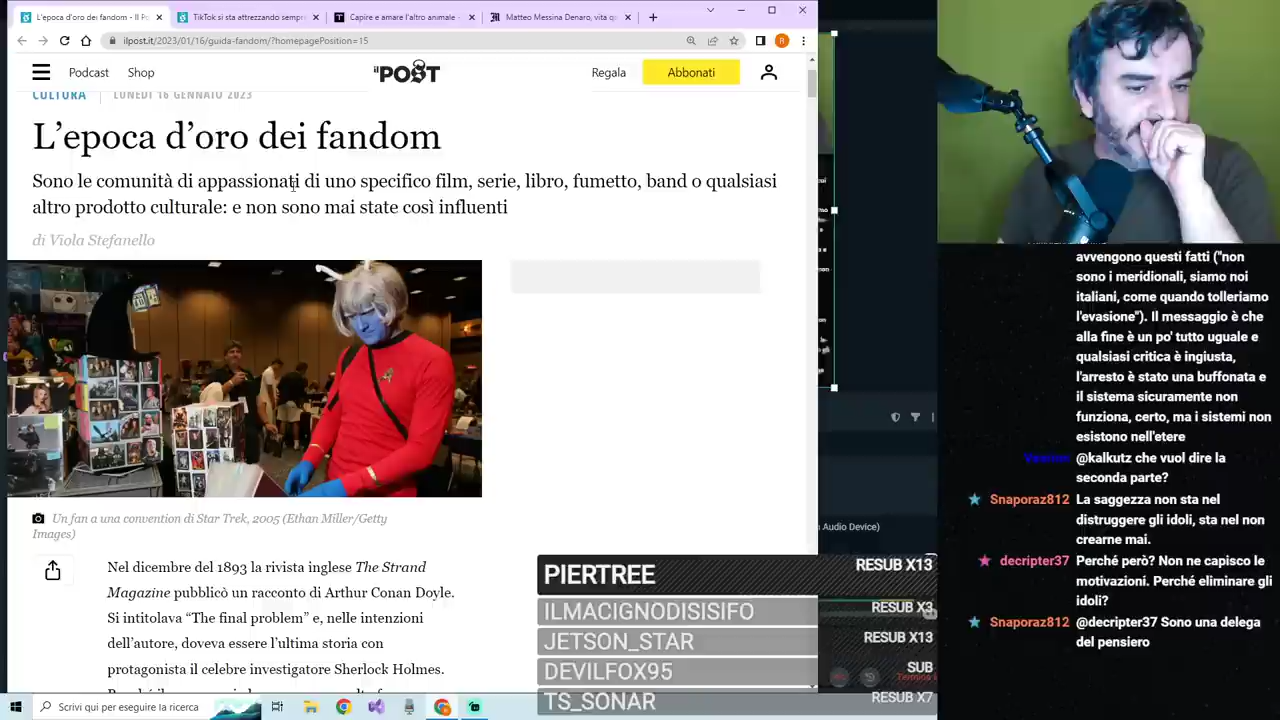 L'epoca d'oro dei fandom - Il P
TikTok si sta attrezzando sempr
Capire e amare l'altro animale -
Matteo Messina Denaro, vita q
ilpost.it/2023/01/16/guida-fandom/?homepagePosition=15
Podcast Shop
il POST
Regala Abbonati
CULTURA LUNEDÌ 16 GENNAIO 2023
L'epoca d'oro dei fandom
Sono le comunità di appassionati di uno specifico film, serie, libro, fumetto, band o qualsiasi
altro prodotto culturale: e non sono mai state così influenti
di Viola Stefanello
Un fan a una convention di Star Trek, 2005 (Ethan Miller/Getty
Images)
Nel dicembre del 1893 la rivista inglese The Strand
Magazine pubblicò un racconto di Arthur Conan Doyle.
Si intitolava “The final problem” e, nelle intenzioni
dell'autore, doveva essere l'ultima storia con
protagonista il celebre investigatore Sherlock Holmes.
Audio Device)
PIERTREE RESUB X13
ILMACIGNODISISIFO RESUB X3
JETSON_STAR RESUB X13
DEVILFOX95 SUB
TS_SONAR RESUB X7
avvengono questi fatti ("non
sono i meridionali, siamo noi
italiani, come quando tolleriamo
l'evasione"). Il messaggio è che
alla fine è un po' tutto uguale e
qualsiasi critica è ingiusta,
l'arresto è stato una buffonata e
il sistema sicuramente non
funziona, certo, ma i sistemi non
esistono nell'etere
@kalkutz che vuol dire la
seconda parte?
Snaporaz812 La saggezza non sta nel
distruggere gli idoli, sta nel non
crearne mai.
decripter37 Perché però? Non ne capisco le
motivazioni. Perché eliminare gli
idoli?
Snaporaz812 @decripter37 Sono una delega
del pensiero
Scrivi qui per eseguire la ricerca